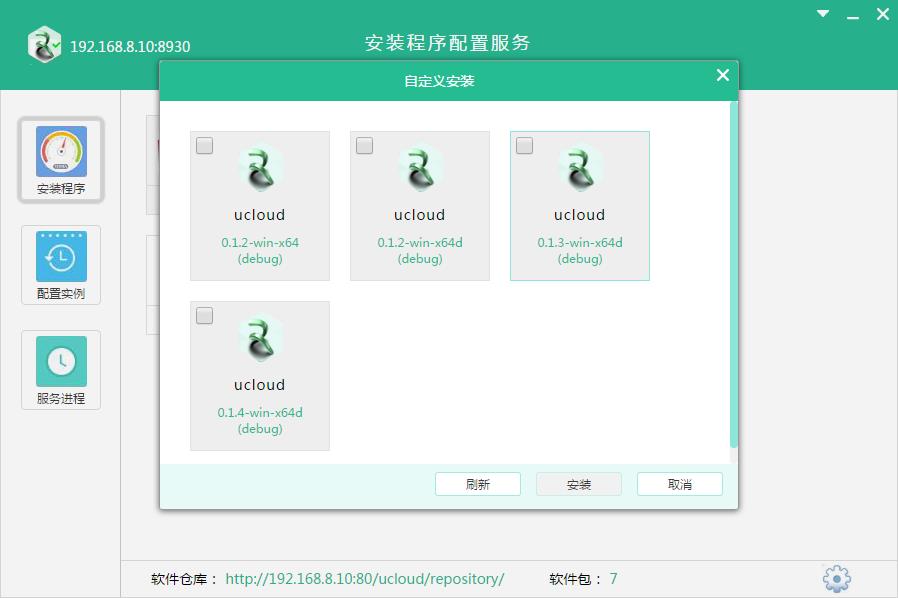 192.168.8.10:8930
安装程序配置服务
自定义安装
安装程序
配置实例
服务进程
ucloud
0.1.2-win-x64
(debug)
ucloud
0.1.2-win-x64d
(debug)
ucloud
0.1.3-win-x64d
(debug)
ucloud
0.1.4-win-x64d
(debug)
刷新
安装
取消
软件仓库： http://192.168.8.10:80/ucloud/repository/
软件包： 7